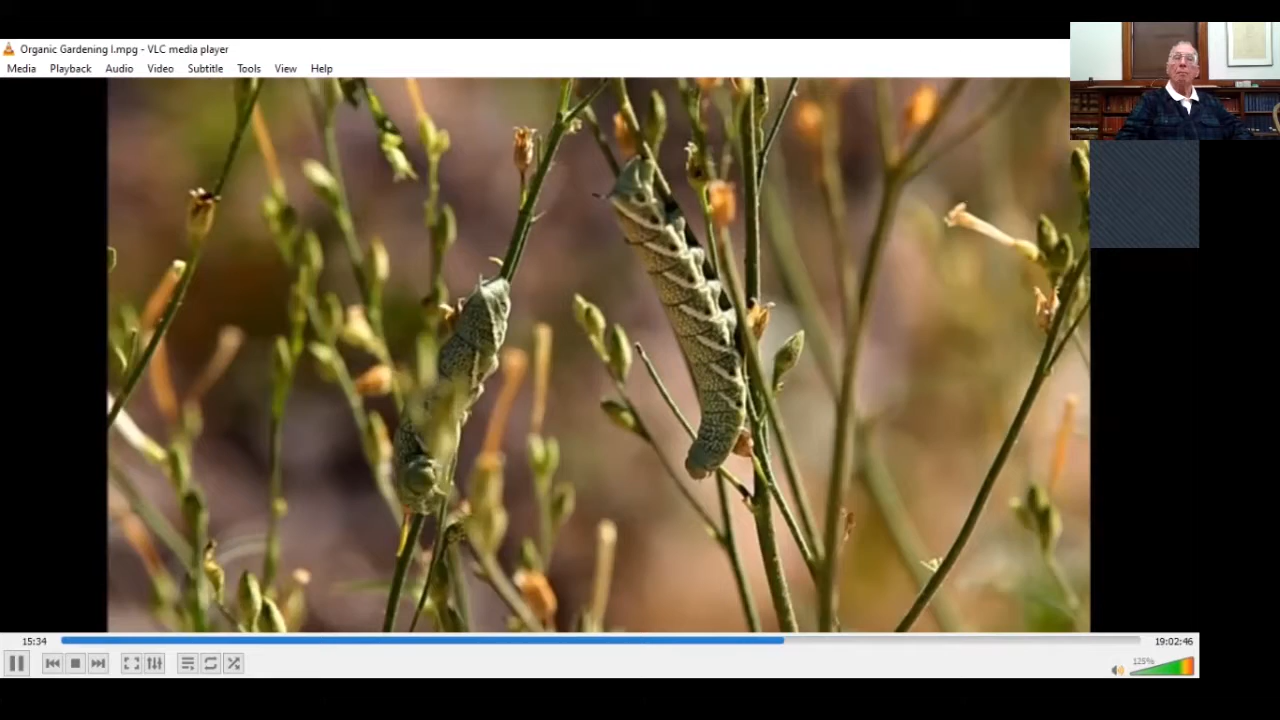 Organic Gardening I.mpg - VLC media player
Media Playback Audio Video Subtitle Tools View Help
15:34 19:02:46
125%